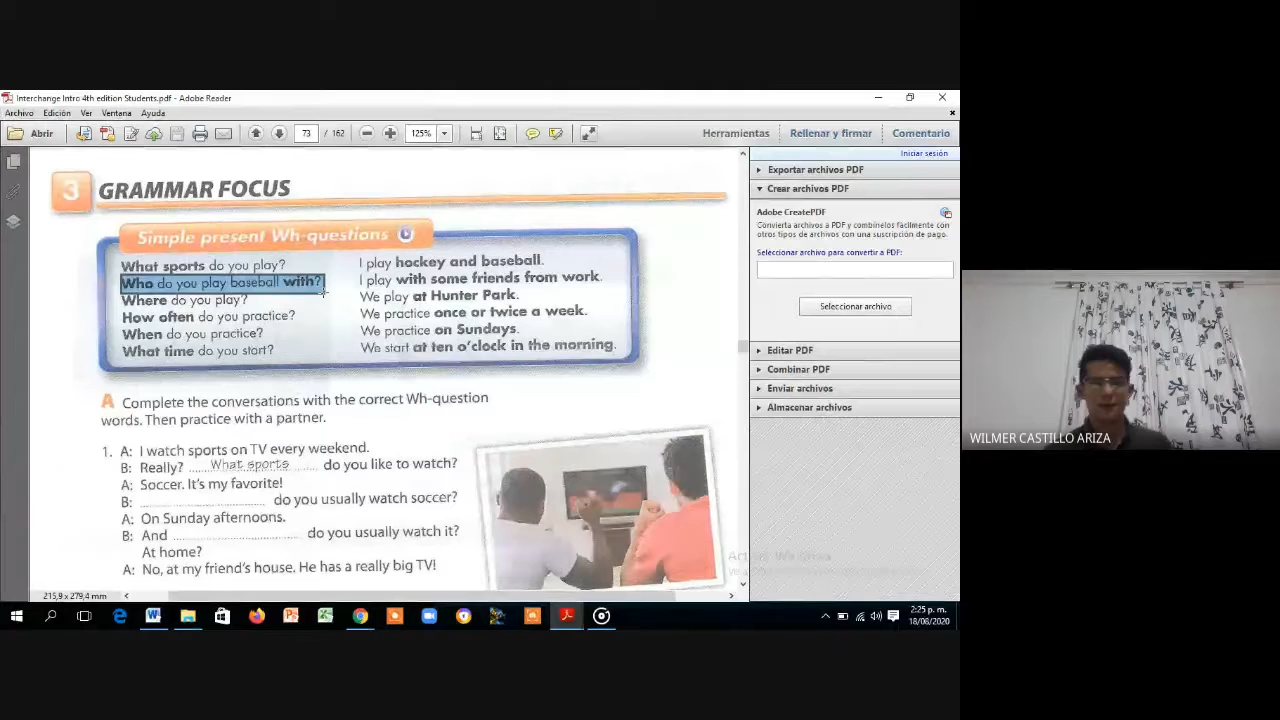 Interchange Intro 4th edition Students.pdf - Adobe Reader
Archivo Edición Ver Ventana Ayuda
Abrir 73 / 162 125% Herramientas Rellenar y firmar Comentario
Iniciar sesión
Exportar archivos PDF
Crear archivos PDF
Adobe CreatePDF
Convierta archivos a PDF y combínelos fácilmente con
otros tipos de archivos con una suscripción de pago.
Seleccionar archivo para convertir a PDF:
Seleccionar archivo
Editar PDF
Combinar PDF
Enviar archivos
Almacenar archivos
3 GRAMMAR FOCUS
Simple present Wh-questions
What sports do you play? I play hockey and baseball.
Who do you play baseball with? I play with some friends from work.
Where do you play? We play at Hunter Park.
How often do you practice? We practice once or twice a week.
When do you practice? We practice on Sundays.
What time do you start? We start at ten o'clock in the morning.
A Complete the conversations with the correct Wh-question
words. Then practice with a partner.
1. A: I watch sports on TV every weekend.
B: Really? What sports do you like to watch?
A: Soccer. It's my favorite!
B: do you usually watch soccer?
A: On Sunday afternoons.
B: And do you usually watch it?
At home?
A: No, at my friend's house. He has a really big TV!
215,9 x 279,4 mm
2:25 p. m.
18/08/2020
WILMER CASTILLO ARIZA